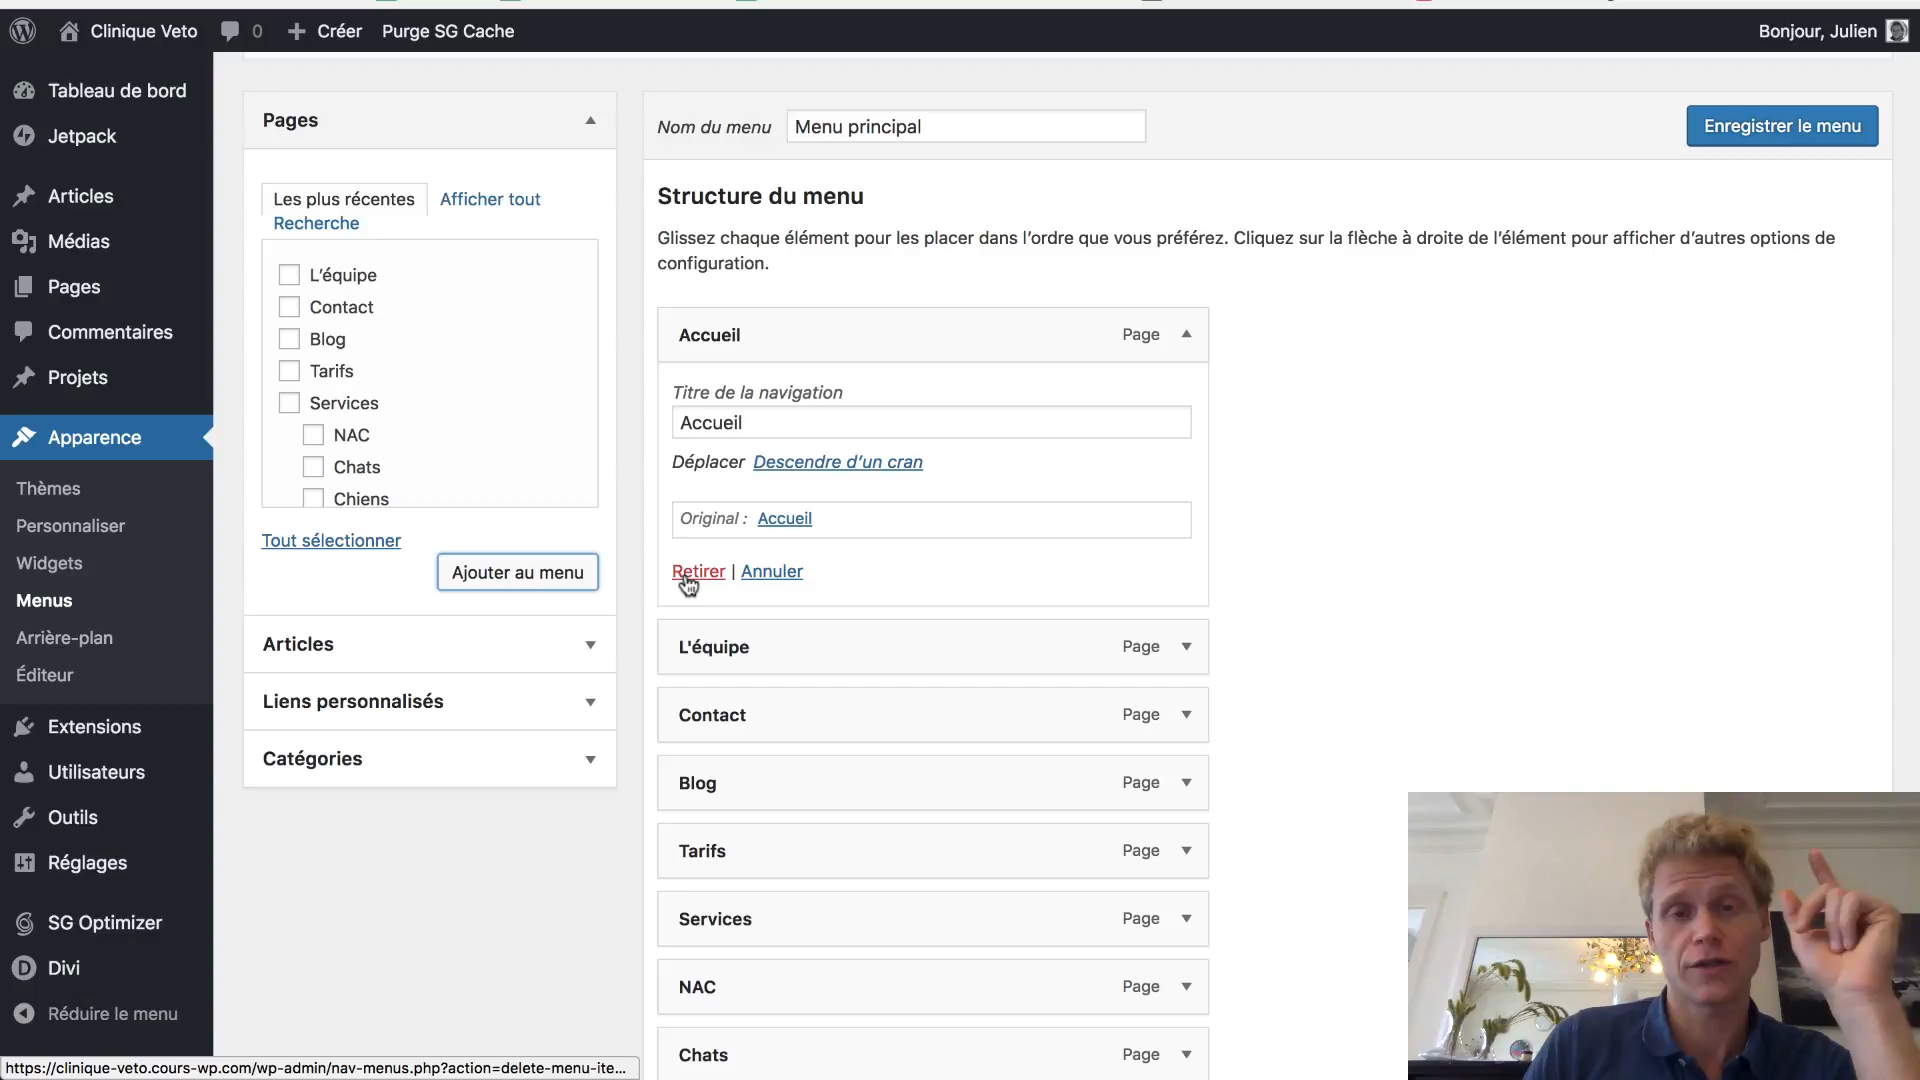 Clinique Veto
0
Créer
Purge SG Cache
Bonjour, Julien
Tableau de bord
Jetpack
Articles
Médias
Pages
Commentaires
Projets
Apparence
Thèmes
Personnaliser
Widgets
Menus
Arrière-plan
Éditeur
Extensions
Utilisateurs
Outils
Réglages
SG Optimizer
Divi
Réduire le menu
Pages
Les plus récentes
Afficher tout
Recherche
L’équipe
Contact
Blog
Tarifs
Services
NAC
Chats
Chiens
Tout sélectionner
Ajouter au menu
Articles
Liens personnalisés
Catégories
Nom du menu
Menu principal
Enregistrer le menu
Structure du menu
Glissez chaque élément pour les placer dans l’ordre que vous préférez. Cliquez sur la flèche à droite de l’élément pour afficher d’autres options de
configuration.
Accueil Page
Titre de la navigation
Accueil
Déplacer Descendre d’un cran
Original : Accueil
Retirer | Annuler
L'équipe Page
Contact Page
Blog Page
Tarifs Page
Services Page
NAC Page
Chats Page
https://clinique-veto.cours-wp.com/wp-admin/nav-menus.php?action=delete-menu-ite...